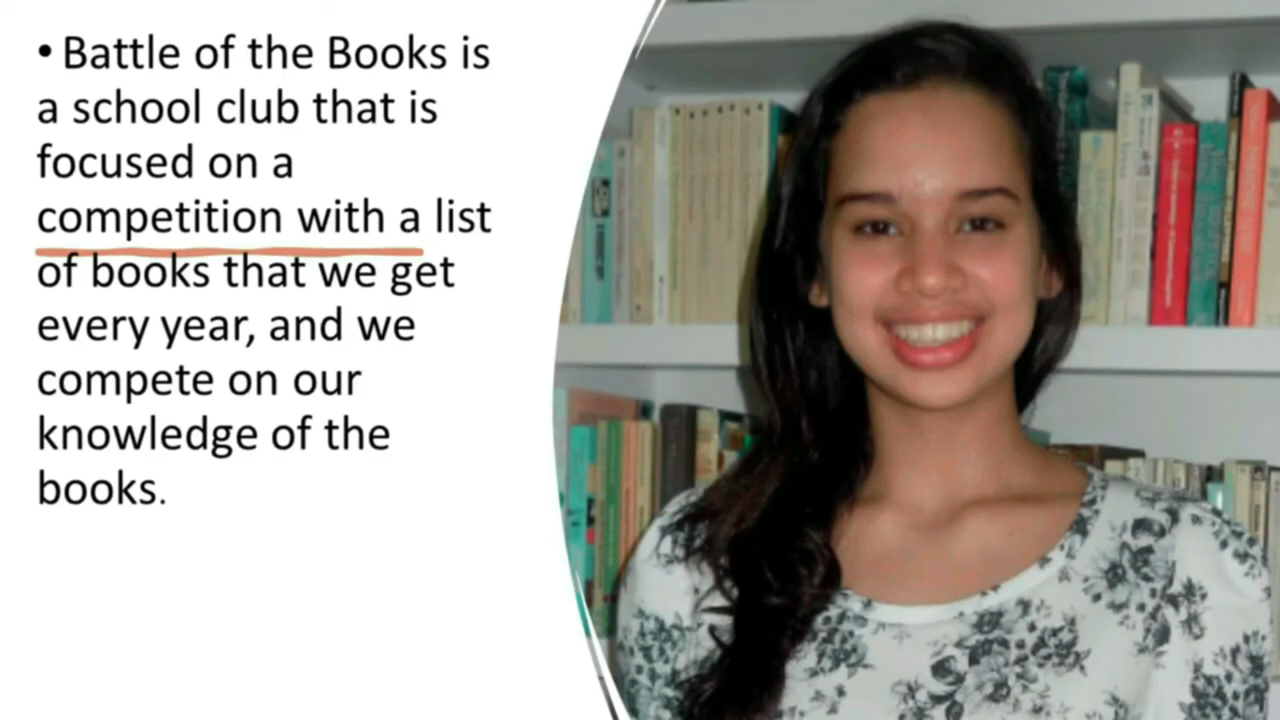 • Battle of the Books is
a school club that is
focused on a
competition with a list
of books that we get
every year, and we
compete on our
knowledge of the
books.